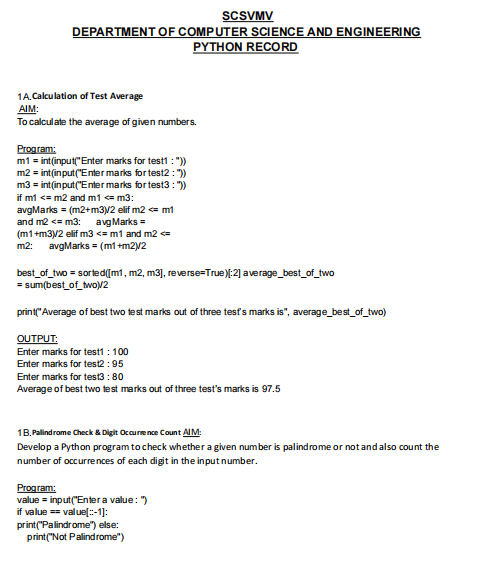 SCSVMV
DEPARTMENT OF COMPUTER SCIENCE AND ENGINEERING
PYTHON RECORD
1A.Calculation of Test Average
AIM:
To calculate the average of given numbers.
Program:
m1 = int(input("Enter marks for test1 : "))
m2 = int(input("Enter marks for test2 : "))
m3 = int(input("Enter marks for test3 : "))
if m1 <= m2 and m1 <= m3:
avgMarks = (m2+m3)/2 elif m2 <= m1
and m2 <= m3: avgMarks =
(m1+m3)/2 elif m3 <= m1 and m2 <=
m2: avgMarks = (m1+m2)/2
best_of_two = sorted([m1, m2, m3], reverse=True)[:2] average_best_of_two
= sum(best_of_two)/2
print("Average of best two test marks out of three test's marks is", average_best_of_two)
OUTPUT:
Enter marks for test1 : 100
Enter marks for test2 : 95
Enter marks for test3 : 80
Average of best two test marks out of three test's marks is 97.5
1B.Palindrome Check & Digit Occurrence Count AIM:
Develop a Python program to check whether a given number is palindrome or not and also count the
number of occurrences of each digit in the input number.
Program:
value = input("Enter a value : ")
if value == value[::-1]:
print("Palindrome") else:
print("Not Palindrome")